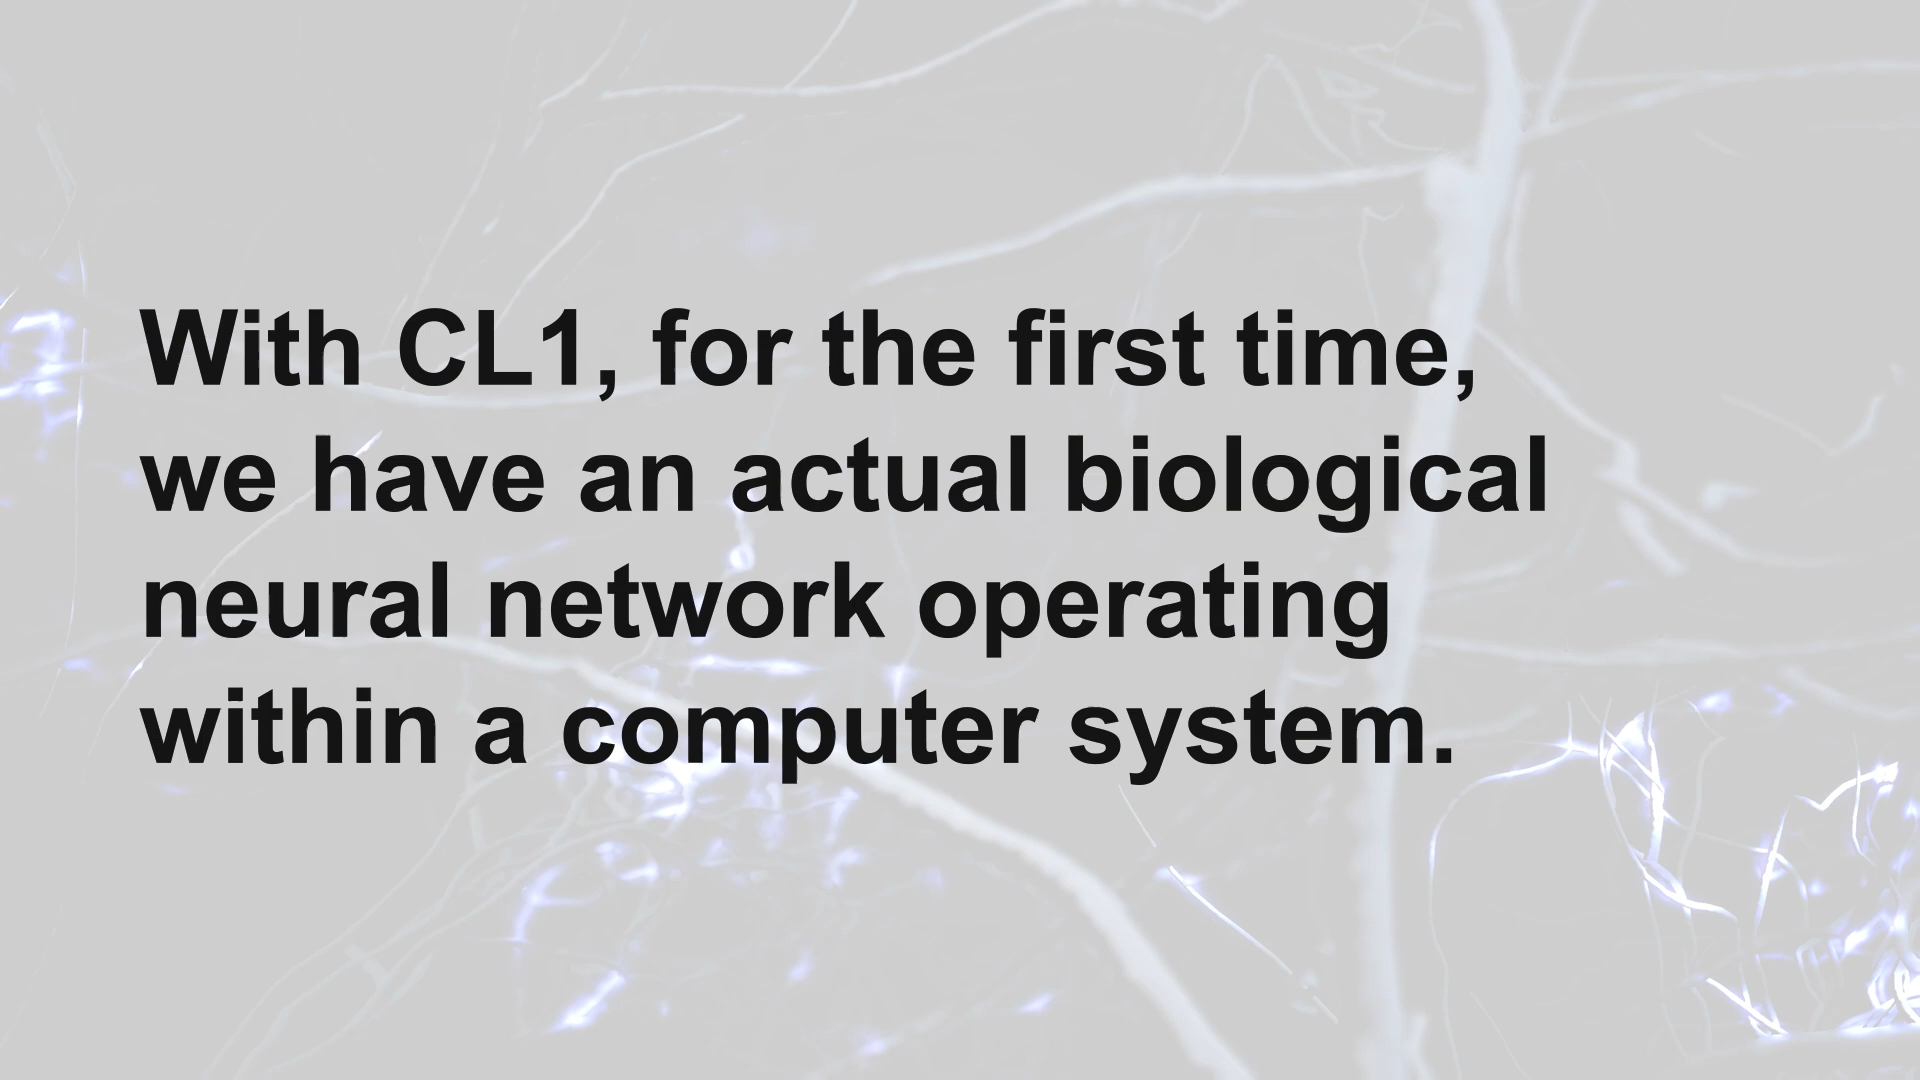 With CL1, for the first time,
we have an actual biological
neural network operating
within a computer system.